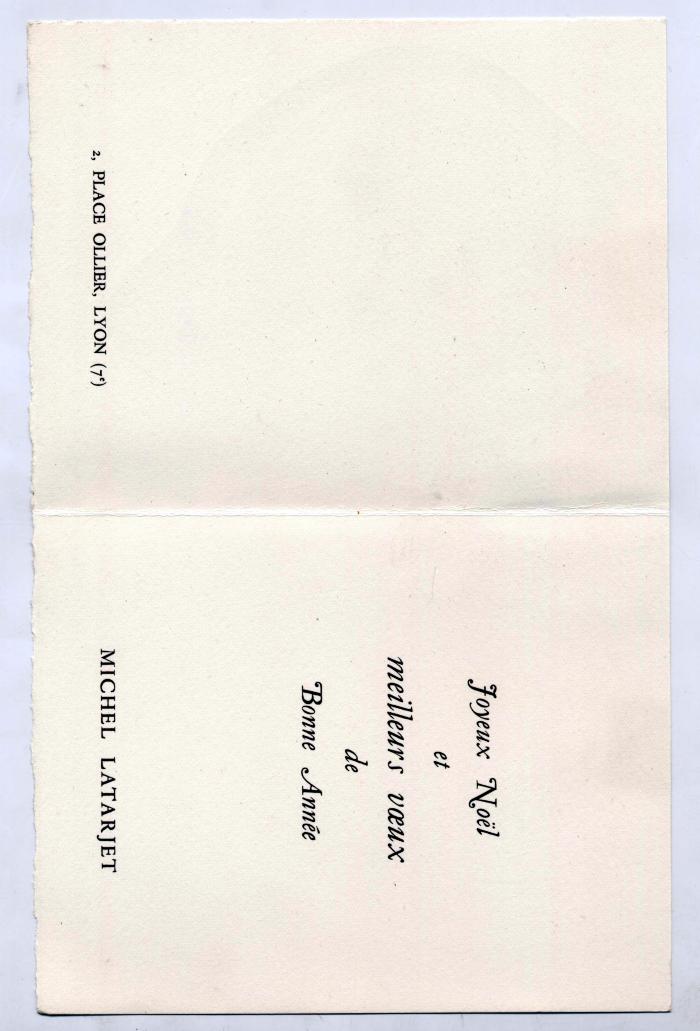 2, PLACE OLLIER, LYON (7e)
Joyeux Noël
et
meilleurs vœux
de
Bonne Année
MICHEL LATARJET